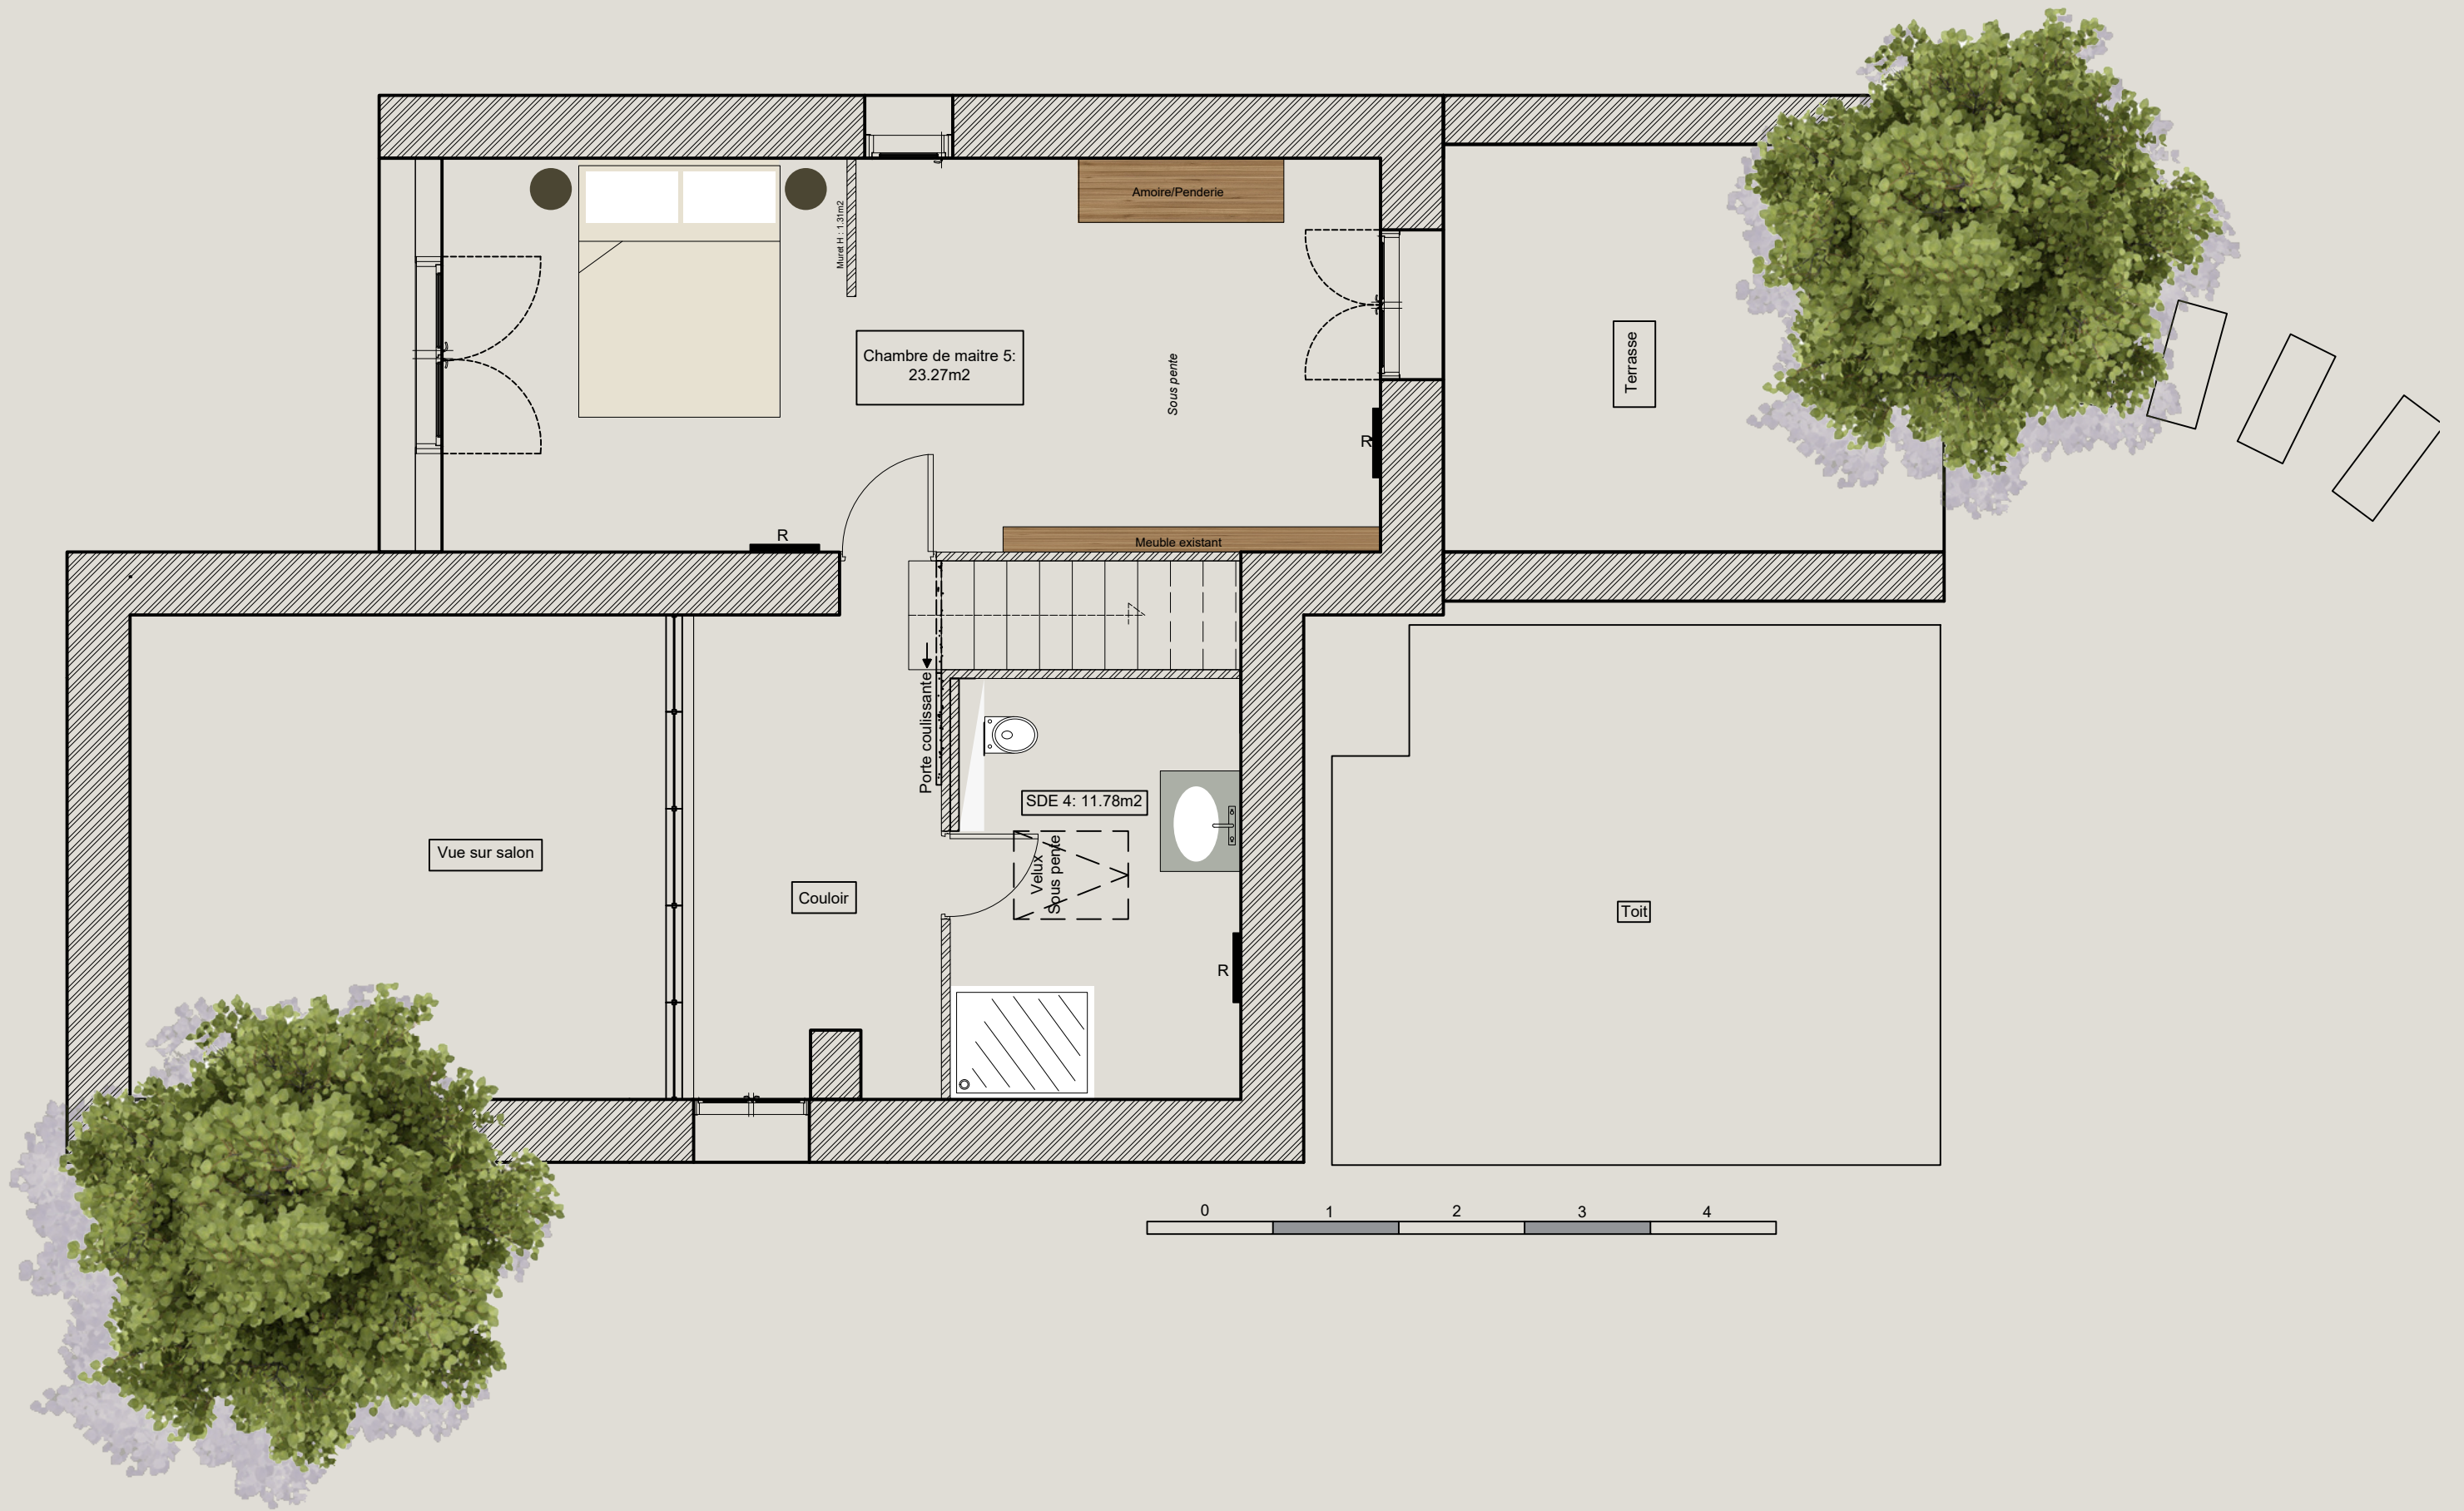 Amoire/Penderie
Muret H : 1.31m2
Chambre de maitre 5:
23.27m2
Sous pente
Terrasse
R
R
Meuble existant
Porte coulissante
SDE 4: 11.78m2
Vue sur salon
Velux
Sous pente
Couloir
Toit
R
0 1 2 3 4